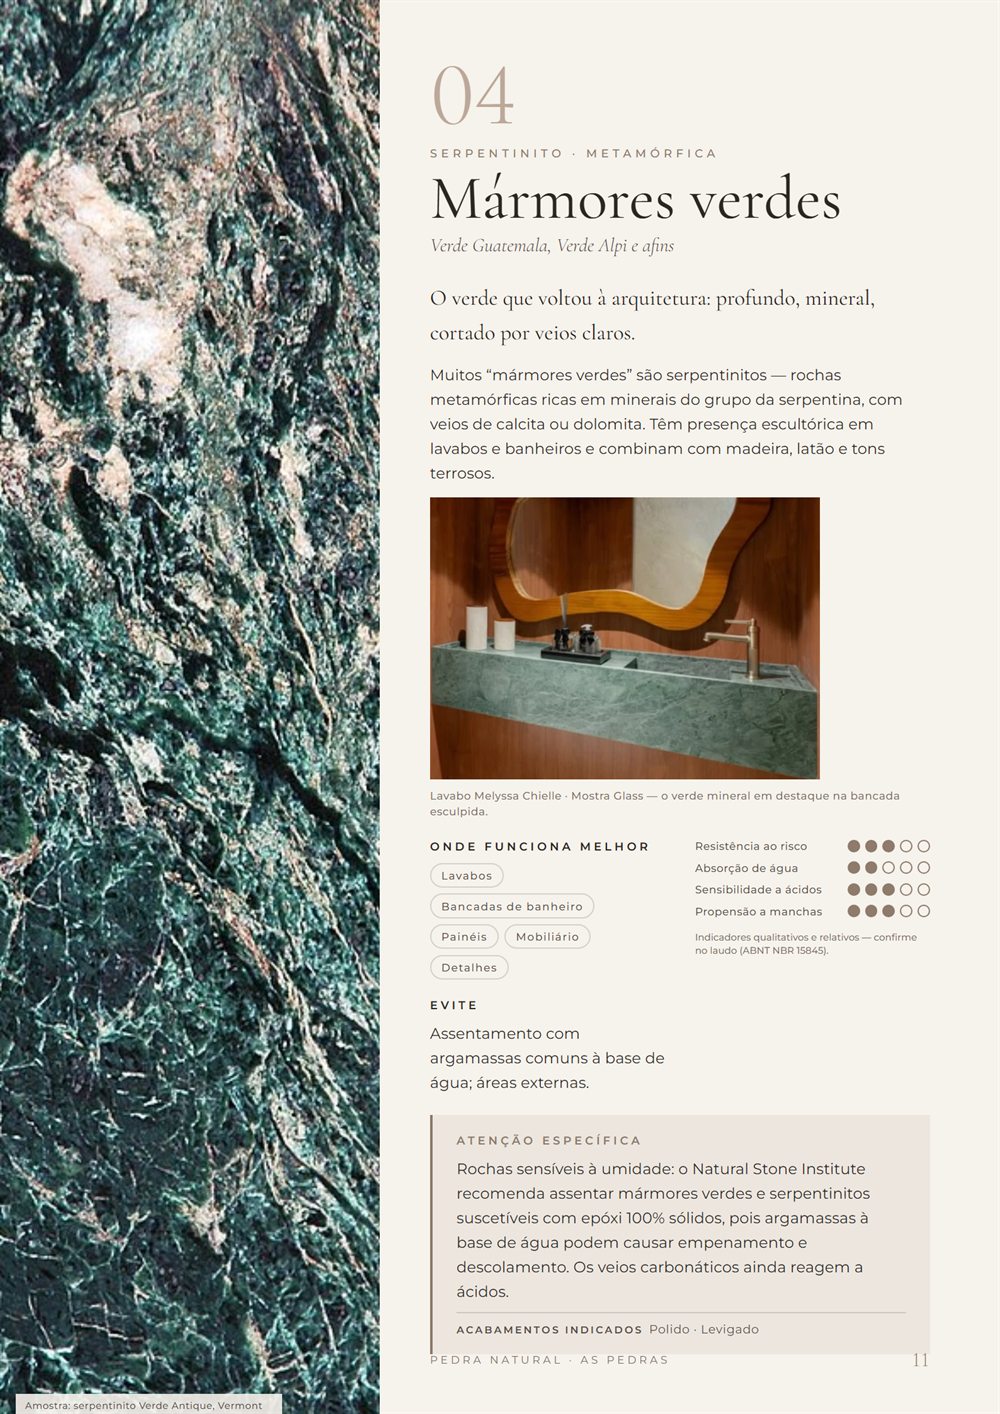 04
SERPENTINITO · METAMÓRFICA
Mármores verdes
Verde Guatemala, Verde Alpi e afins
O verde que voltou à arquitetura: profundo, mineral,
cortado por veios claros.
Muitos “mármores verdes” são serpentinitos — rochas
metamórficas ricas em minerais do grupo da serpentina, com
veios de calcita ou dolomita. Têm presença escultórica em
lavabos e banheiros e combinam com madeira, latão e tons
terrosos.
Lavabo Melyssa Chielle · Mostra Glass — o verde mineral em destaque na bancada
esculpida.
ONDE FUNCIONA MELHOR
Lavabos
Bancadas de banheiro
Painéis
Mobiliário
Detalhes
Resistência ao risco
Absorção de água
Sensibilidade a ácidos
Propensão a manchas
Indicadores qualitativos e relativos — confirme
no laudo (ABNT NBR 15845).
EVITE
Assentamento com
argamassas comuns à base de
água; áreas externas.
ATENÇÃO ESPECÍFICA
Rochas sensíveis à umidade: o Natural Stone Institute
recomenda assentar mármores verdes e serpentinitos
suscetíveis com epóxi 100% sólidos, pois argamassas à
base de água podem causar empenamento e
descolamento. Os veios carbonáticos ainda reagem a
ácidos.
ACABAMENTOS INDICADOS Polido · Levigado
PEDRA NATURAL · AS PEDRAS
11
Amostra: serpentinito Verde Antique, Vermont